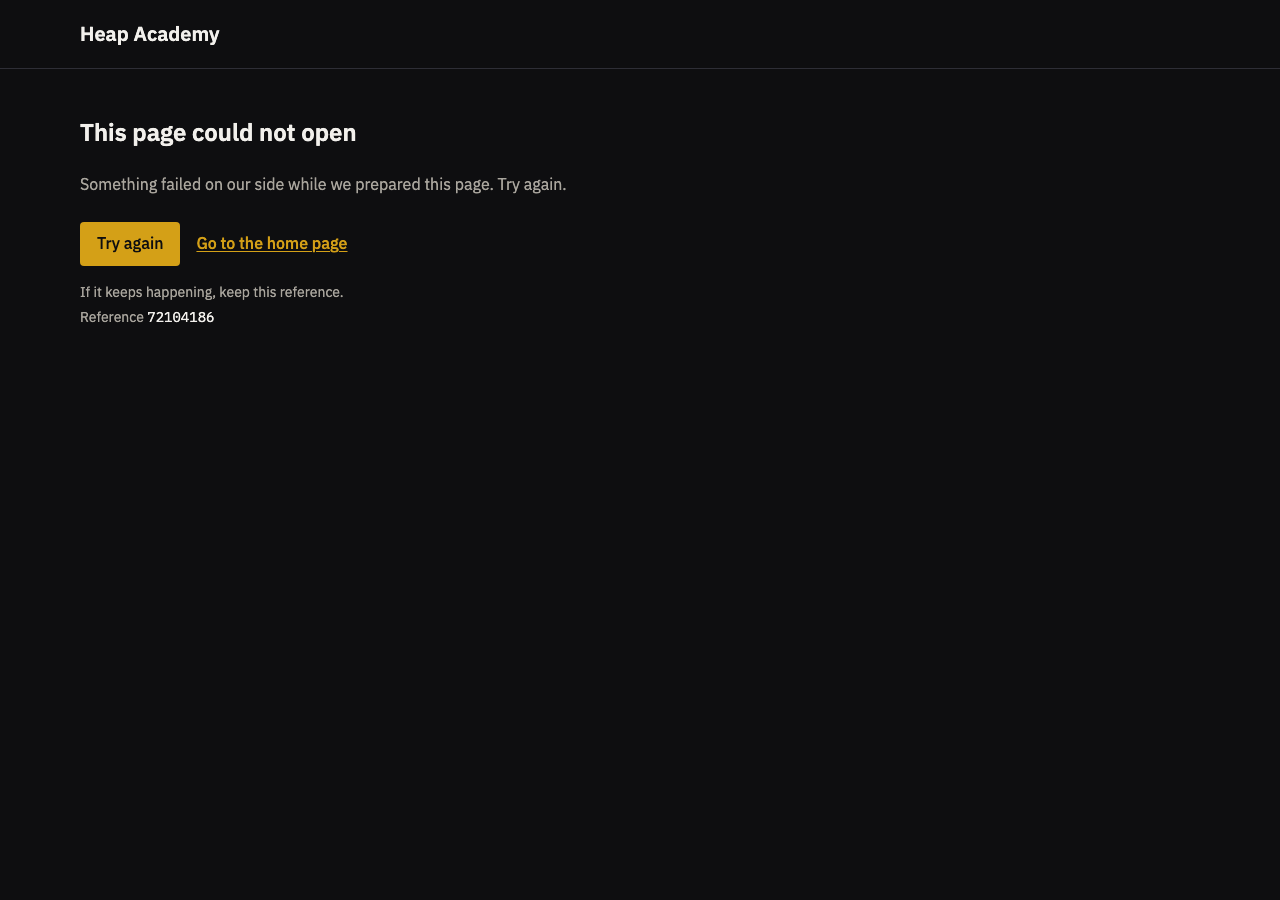 Heap Academy
This page could not open
Something failed on our side while we prepared this page. Try again.
Try again
Go to the home page
If it keeps happening, keep this reference.
Reference 72104186